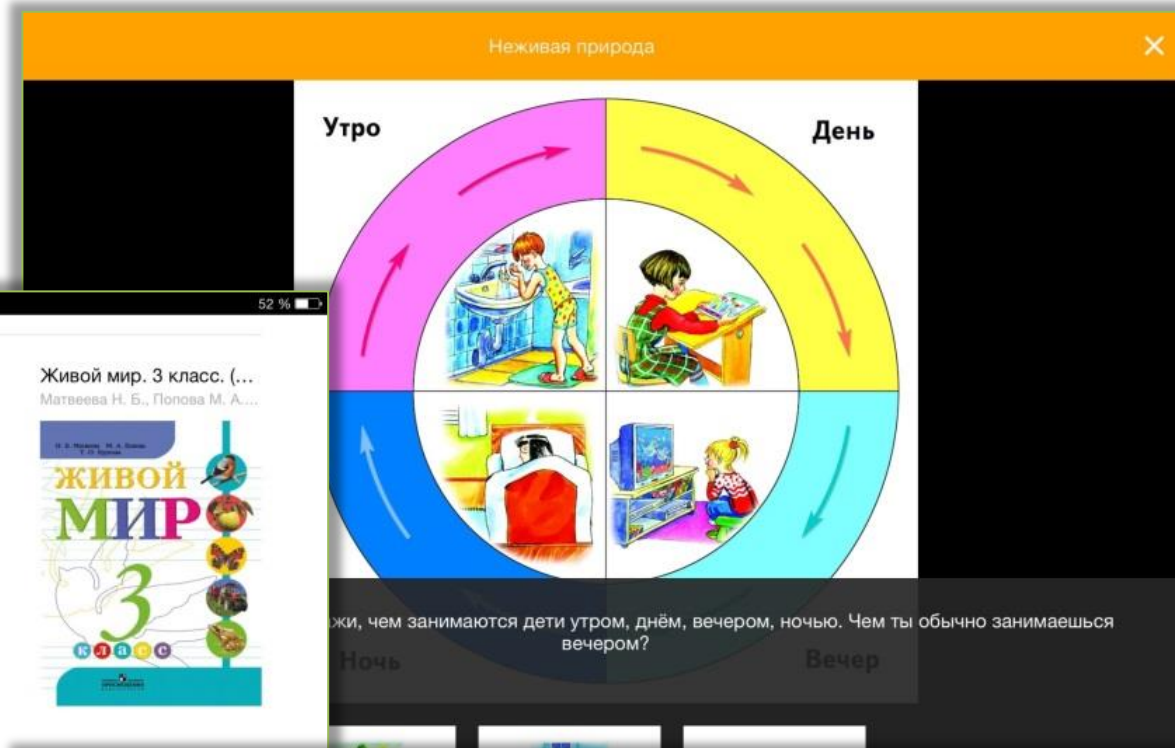 Неживая природа
Утро
День
52 %
Живой мир. 3 класс. (...
Матвеева Н. Б., Попова М. А....
ЖИВОЙ
МИР
3
класс
жи, чем занимаются дети утром, днём, вечером, ночью. Чем ты обычно занимаешься
вечером?
Ночь
Вечер